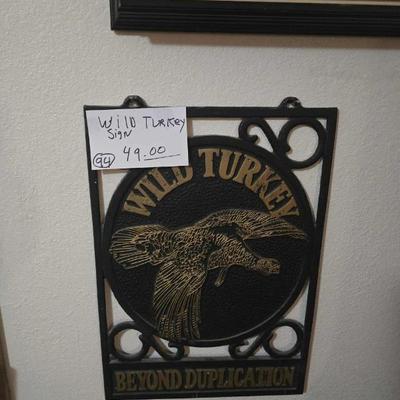 Wild Turkey
Sign
94 49.00
WILD TURKEY
BEYOND DUPLICATION